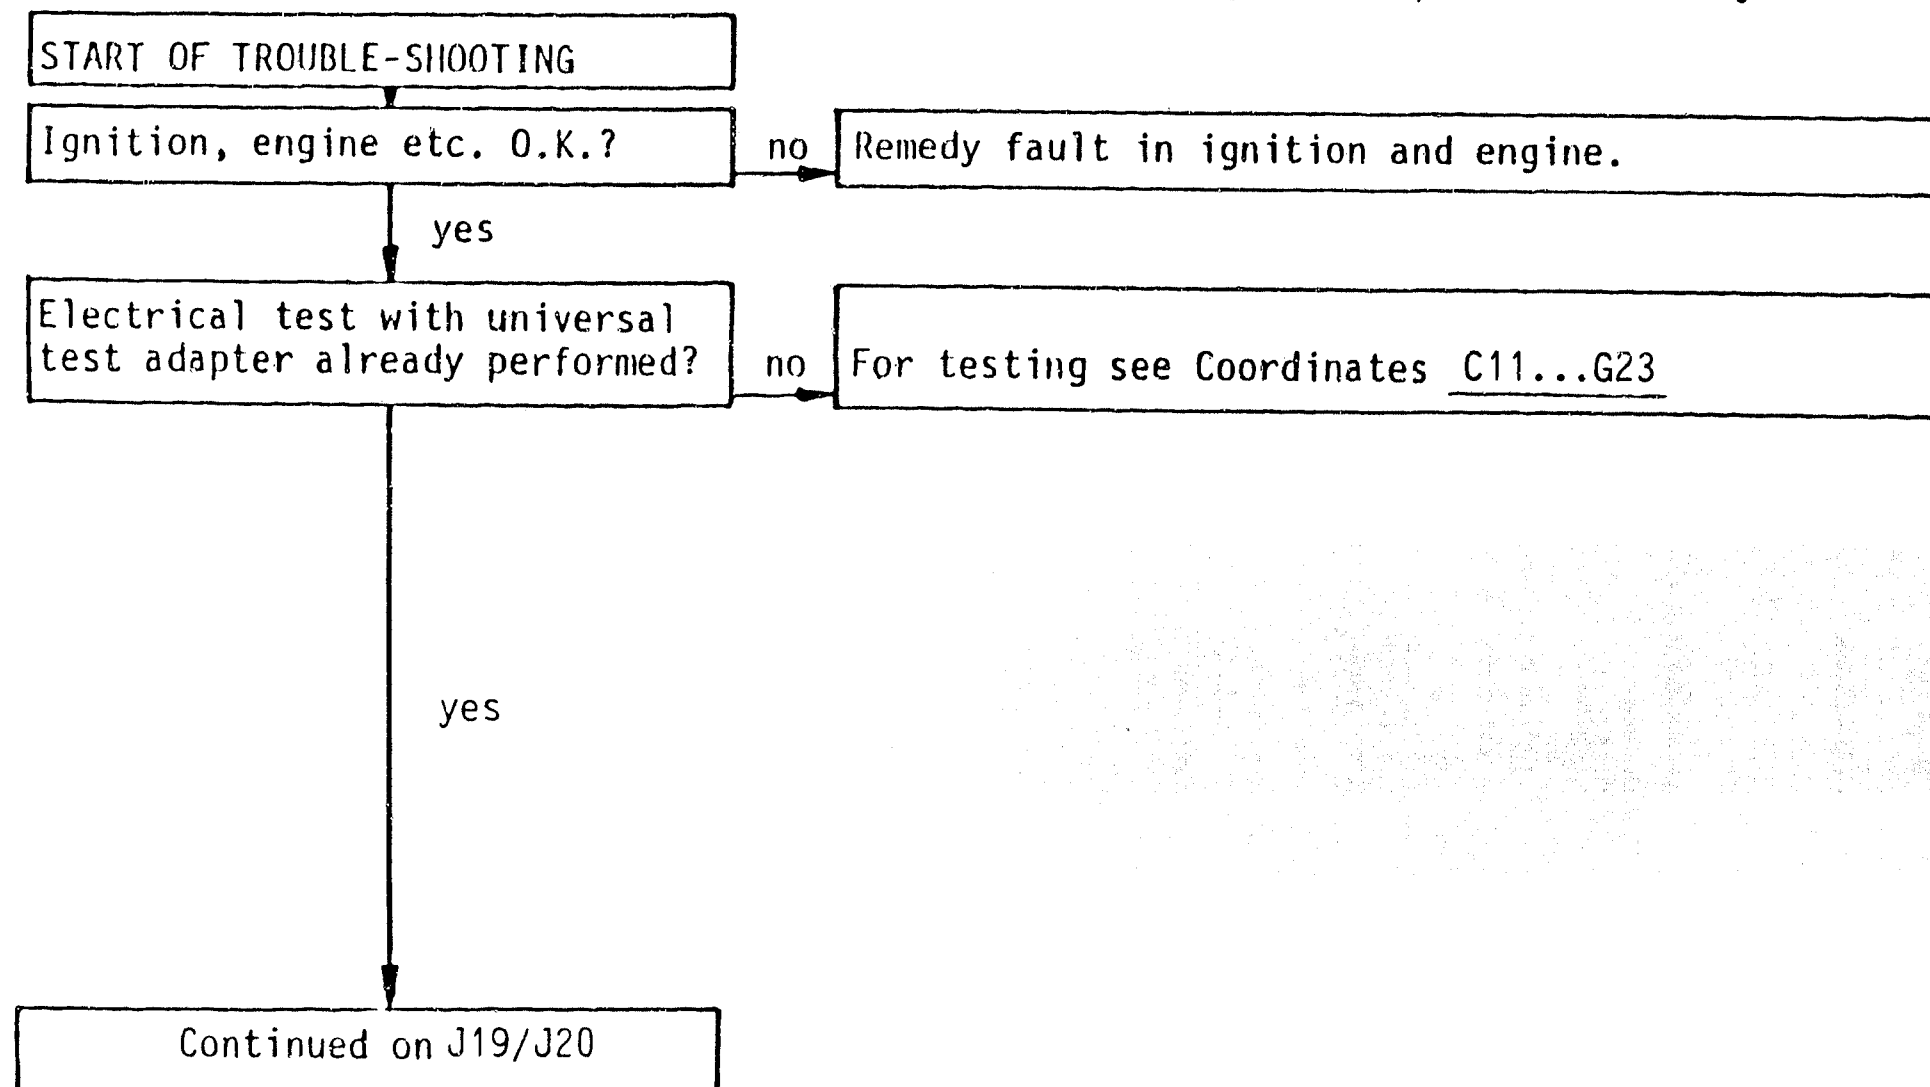 START OF TROUBLE-SHOOTING
Ignition, engine etc. O.K.?
no
Remedy fault in ignition and engine.
yes
Electrical test with universal
test adapter already performed?
no
For testing see Coordinates C11...G23
yes
Continued on J19/J20